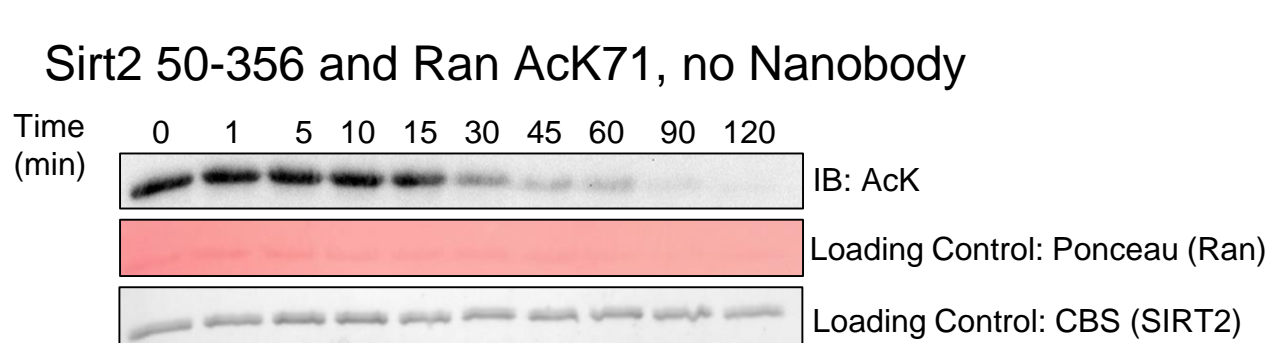 Sirt2 50-356 and Ran AcK71, no Nanobody
Time (min) 0 1 5 10 15 30 45 60 90 120
IB: AcK
Loading Control: Ponceau (Ran)
Loading Control: CBS (SIRT2)